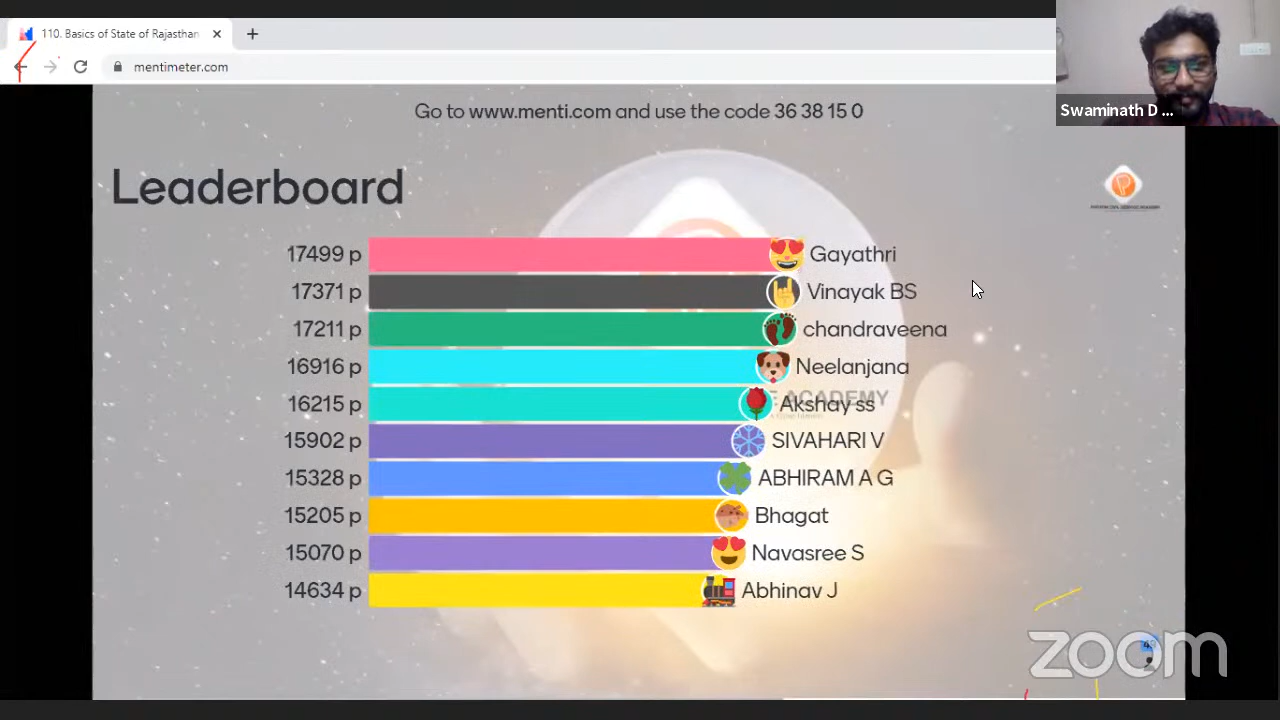 110. Basics of State of Rajasthan
mentimeter.com
Swaminath D ...
Go to www.menti.com and use the code 36 38 15 0
Leaderboard
17499 p Gayathri
17371 p Vinayak BS
17211 p chandraveena
16916 p Neelanjana
16215 p Akshay ss
ACADEMY
15902 p SIVAHARI V
15328 p ABHIRAM A G
15205 p Bhagat
15070 p Navasree S
14634 p Abhinav J
zoom